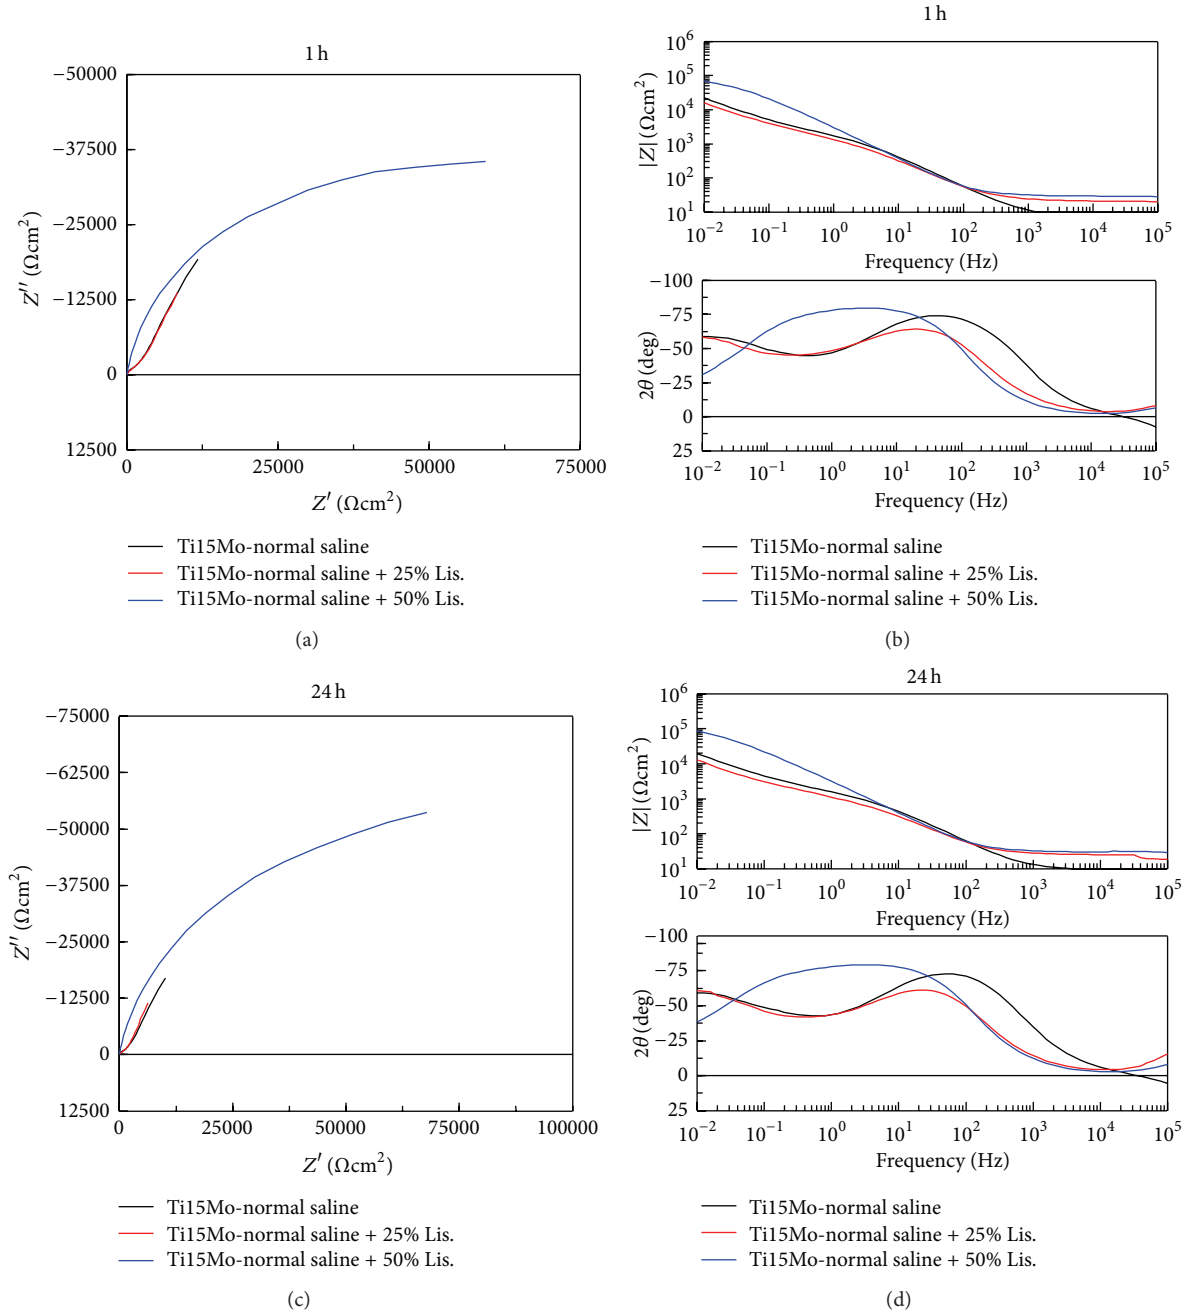 1 h
−50000
−37500
−25000
−12500
0
12500
0
25000
50000
75000
Z″ (Ωcm²)
Z′ (Ωcm²)
Ti15Mo-normal saline
Ti15Mo-normal saline + 25% Lis.
Ti15Mo-normal saline + 50% Lis.
(a)
1 h
10⁶
10⁵
10⁴
10³
10²
10¹
|Z| (Ωcm²)
10⁻² 10⁻¹ 10⁰ 10¹ 10² 10³ 10⁴ 10⁵
Frequency (Hz)
−100
−75
−50
−25
0
25
2θ (deg)
10⁻² 10⁻¹ 10⁰ 10¹ 10² 10³ 10⁴ 10⁵
Frequency (Hz)
Ti15Mo-normal saline
Ti15Mo-normal saline + 25% Lis.
Ti15Mo-normal saline + 50% Lis.
(b)
24 h
−75000
−62500
−50000
−37500
−25000
−12500
0
12500
0
25000
50000
75000
100000
Z″ (Ωcm²)
Z′ (Ωcm²)
Ti15Mo-normal saline
Ti15Mo-normal saline + 25% Lis.
Ti15Mo-normal saline + 50% Lis.
(c)
24 h
10⁶
10⁵
10⁴
10³
10²
10¹
|Z| (Ωcm²)
10⁻² 10⁻¹ 10⁰ 10¹ 10² 10³ 10⁴ 10⁵
Frequency (Hz)
−100
−75
−50
−25
0
25
2θ (deg)
10⁻² 10⁻¹ 10⁰ 10¹ 10² 10³ 10⁴ 10⁵
Frequency (Hz)
Ti15Mo-normal saline
Ti15Mo-normal saline + 25% Lis.
Ti15Mo-normal saline + 50% Lis.
(d)